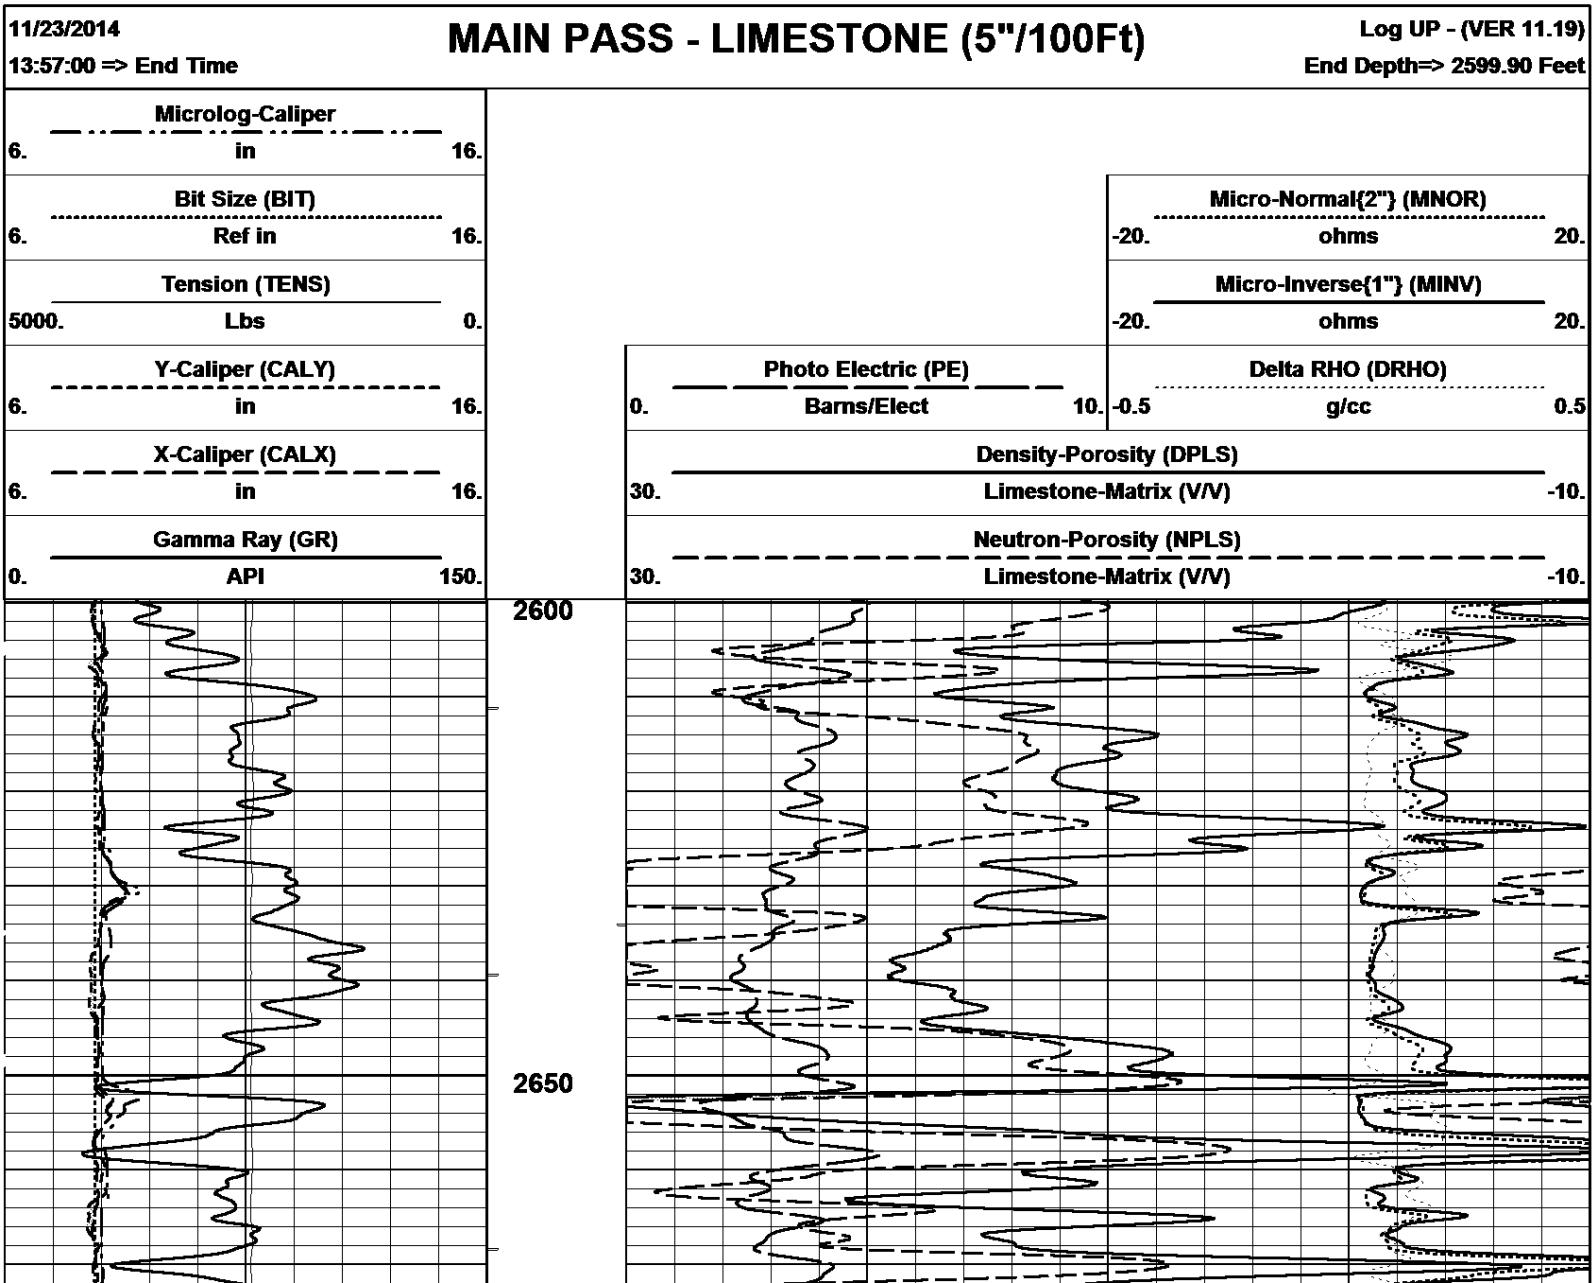 11/23/2014
13:57:00 => End Time
MAIN PASS - LIMESTONE (5"/100Ft)
Log UP - (VER 11.19)
End Depth=> 2599.90 Feet
Microlog-Caliper
6. in 16.
Bit Size (BIT)
6. Ref in 16.
Tension (TENS)
5000. Lbs 0.
Y-Caliper (CALY)
6. in 16.
X-Caliper (CALX)
6. in 16.
Gamma Ray (GR)
0. API 150.
Micro-Normal{2"} (MNOR)
-20. ohms 20.
Micro-Inverse{1"} (MINV)
-20. ohms 20.
Photo Electric (PE)
0. Barns/Elect 10.
Delta RHO (DRHO)
-0.5 g/cc 0.5
Density-Porosity (DPLS)
30. Limestone-Matrix (V/V) -10.
Neutron-Porosity (NPLS)
30. Limestone-Matrix (V/V) -10.
2600
2650